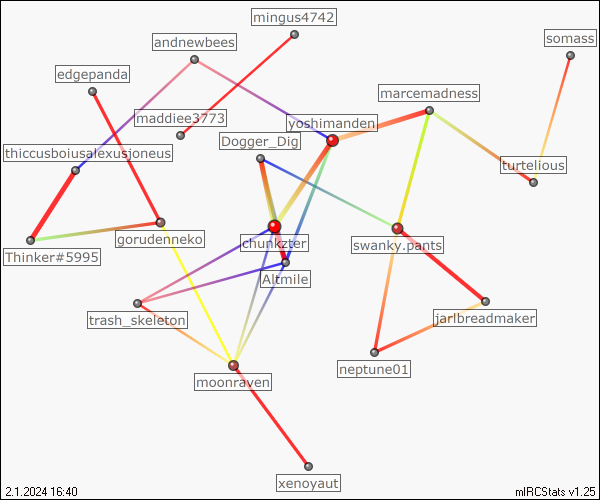 mingus4742
somass
andnewbees
edgepanda
marcemadness
maddiee3773
yoshimanden
Dogger_Dig
thiccusboiusalexusioneus
turtelious
Thinker#5995
gorudenneko
chunkzter
swanky.pants
Altmile
trash_skeleton
jarlbreadmaker
neptune01
moonraven
xenoyaut
2.1.2024 16:40
mIRCStats v1.25